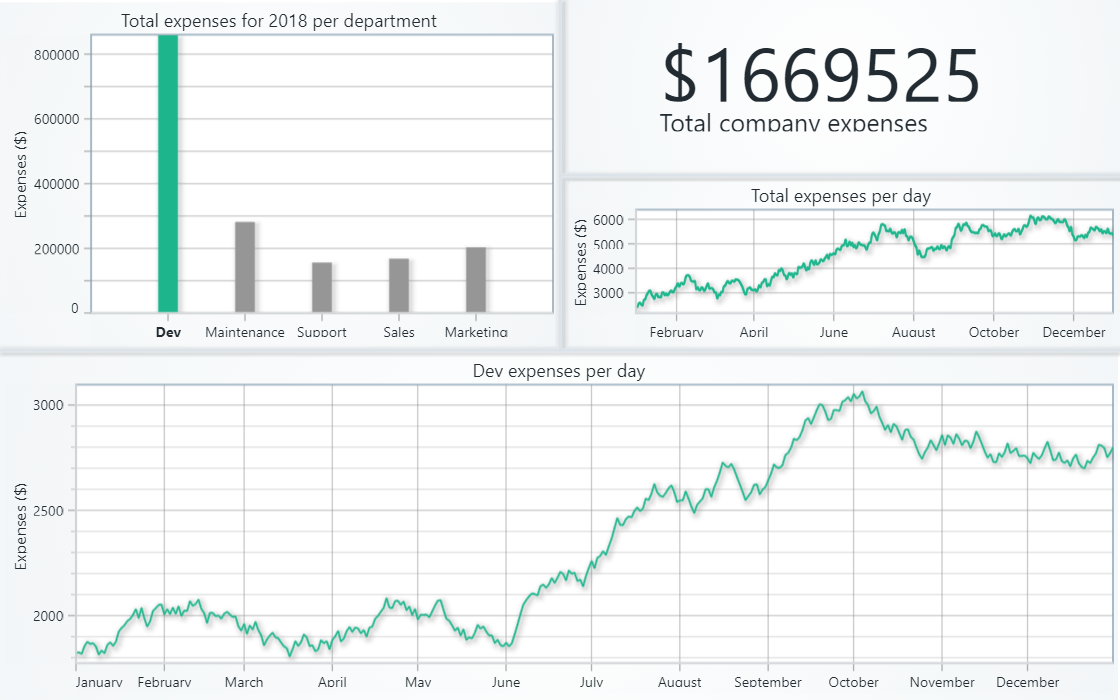 Total expenses for 2018 per department
Expenses ($)
800000
600000
400000
200000
0
Dev Maintenance Support Sales Marketing
$1669525
Total company expenses
Total expenses per day
Expenses ($)
6000
5000
4000
3000
February April June August October December
Dev expenses per day
Expenses ($)
3000
2500
2000
January February March April May June July August September October November December